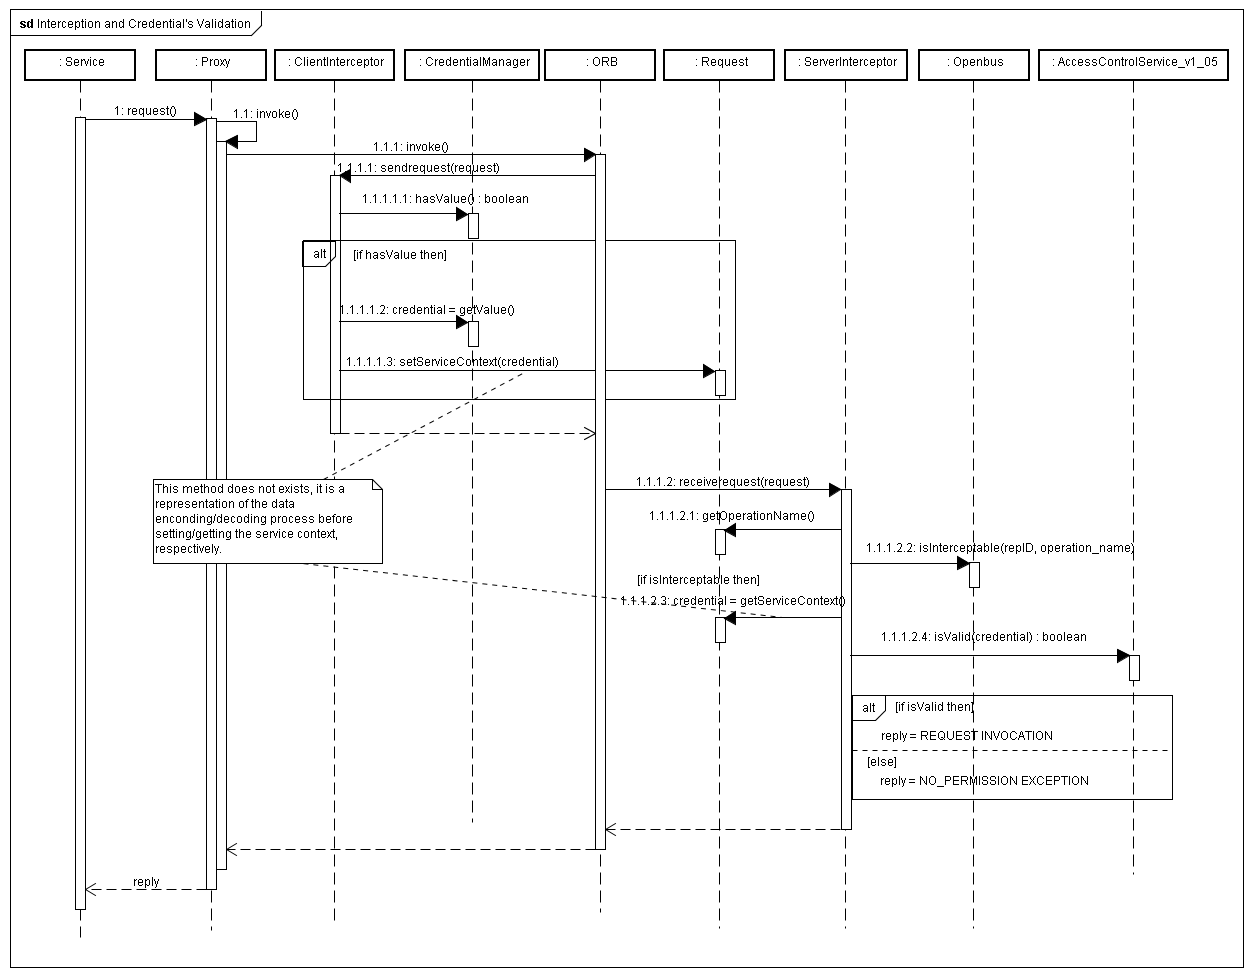 sd Interception and Credential's Validation
: Service
: Proxy
: ClientInterceptor
: CredentialManager
: ORB
: Request
: ServerInterceptor
: Openbus
: AccessControlService_v1_05
1: request()
1.1: invoke()
1.1.1: invoke()
1.1.1.1: sendrequest(request)
1.1.1.1.1: hasValue() : boolean
alt
[if hasValue then]
1.1.1.1.2: credential = getValue()
1.1.1.1.3: setServiceContext(credential)
This method does not exists, it is a
representation of the data
enconding/decoding process before
setting/getting the service context,
respectively.
1.1.1.2: receiverequest(request)
1.1.1.2.1: getOperationName()
1.1.1.2.2: isInterceptable(repID, operation_name)
[if isInterceptable then]
1.1.1.2.3: credential = getServiceContext()
1.1.1.2.4: isValid(credential) : boolean
alt
[if isValid then]
reply = REQUEST INVOCATION
[else]
reply = NO_PERMISSION EXCEPTION
reply